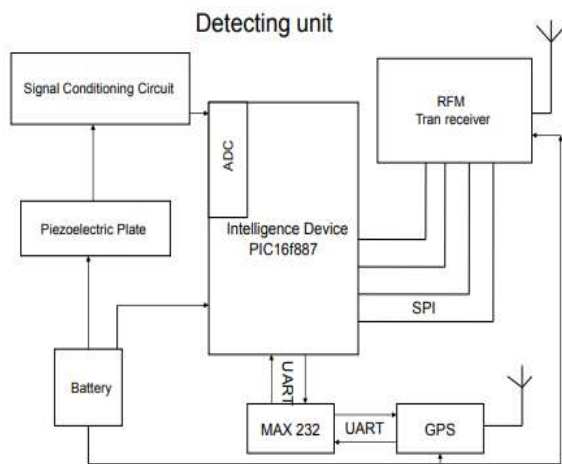 Detecting unit
Signal Conditioning Circuit
RFM
Tran receiver
ADC
Piezoelectric Plate
Intelligence Device
PIC16f887
SPI
UART
Battery
MAX 232
UART
GPS